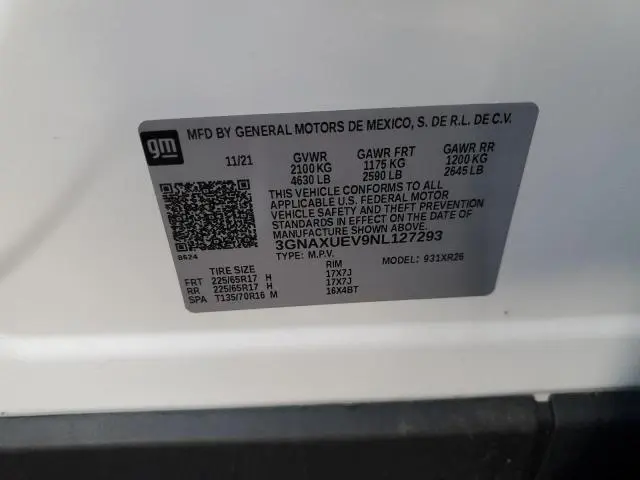 gm
MFD BY GENERAL MOTORS DE MEXICO, S. DE R.L. DE C.V.
11/21 GVWR GAWR FRT GAWR RR
2100 KG 1175 KG 1200 KG
4630 LB 2590 LB 2645 LB
THIS VEHICLE CONFORMS TO ALL
APPLICABLE U.S. FEDERAL MOTOR
VEHICLE SAFETY AND THEFT PREVENTION
STANDARDS IN EFFECT ON THE DATE OF
MANUFACTURE SHOWN ABOVE.
3GNAXUEV9NL127293
8624
TYPE: M.P.V. MODEL: 931XR26
TIRE SIZE RIM
FRT 225/65R17 H 17X7J
RR 225/65R17 H 17X7J
SPA T135/70R16 M 16X4BT